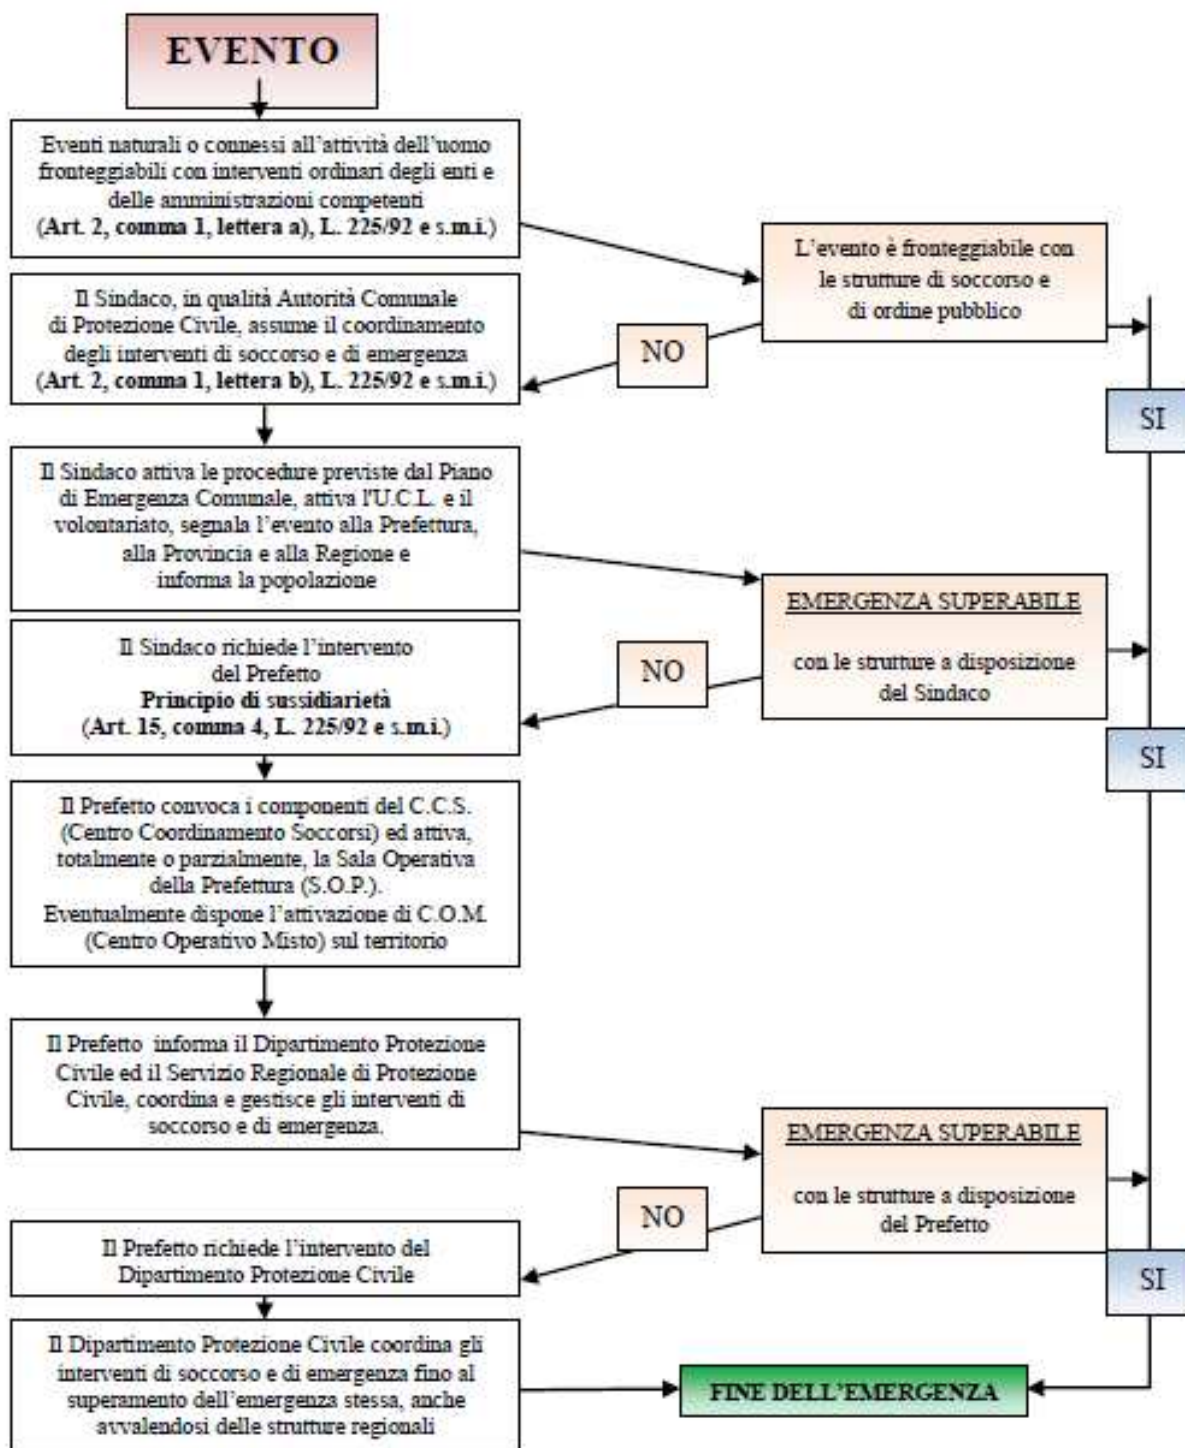 EVENTO
Eventi naturali o connessi all'attività dell'uomo
fronteggiabili con interventi ordinari degli enti e
delle amministrazioni competenti
(Art. 2, comma 1, lettera a), L. 225/92 e s.m.i.)
L'evento è fronteggiabile con
le strutture di soccorso e
di ordine pubblico
Il Sindaco, in qualità Autorità Comunale
di Protezione Civile, assume il coordinamento
degli interventi di soccorso e di emergenza
(Art. 2, comma 1, lettera b), L. 225/92 e s.m.i.)
NO
SI
Il Sindaco attiva le procedure previste dal Piano
di Emergenza Comunale, attiva l'U.C.L. e il
volontariato, segnala l'evento alla Prefettura,
alla Provincia e alla Regione e
informa la popolazione
EMERGENZA SUPERABILE
con le strutture a disposizione
del Sindaco
NO
Il Sindaco richiede l'intervento
del Prefetto
Principio di sussidiarietà
(Art. 15, comma 4, L. 225/92 e s.m.i.)
SI
Il Prefetto convoca i componenti del C.C.S.
(Centro Coordinamento Soccorsi) ed attiva,
totalmente o parzialmente, la Sala Operativa
della Prefettura (S.O.P.).
Eventualmente dispone l'attivazione di C.O.M.
(Centro Operativo Misto) sul territorio
Il Prefetto informa il Dipartimento Protezione
Civile ed il Servizio Regionale di Protezione
Civile, coordina e gestisce gli interventi di
soccorso e di emergenza.
EMERGENZA SUPERABILE
con le strutture a disposizione
del Prefetto
NO
Il Prefetto richiede l'intervento del
Dipartimento Protezione Civile
SI
Il Dipartimento Protezione Civile coordina gli
interventi di soccorso e di emergenza fino al
superamento dell'emergenza stessa, anche
avvalendosi delle strutture regionali
FINE DELL'EMERGENZA